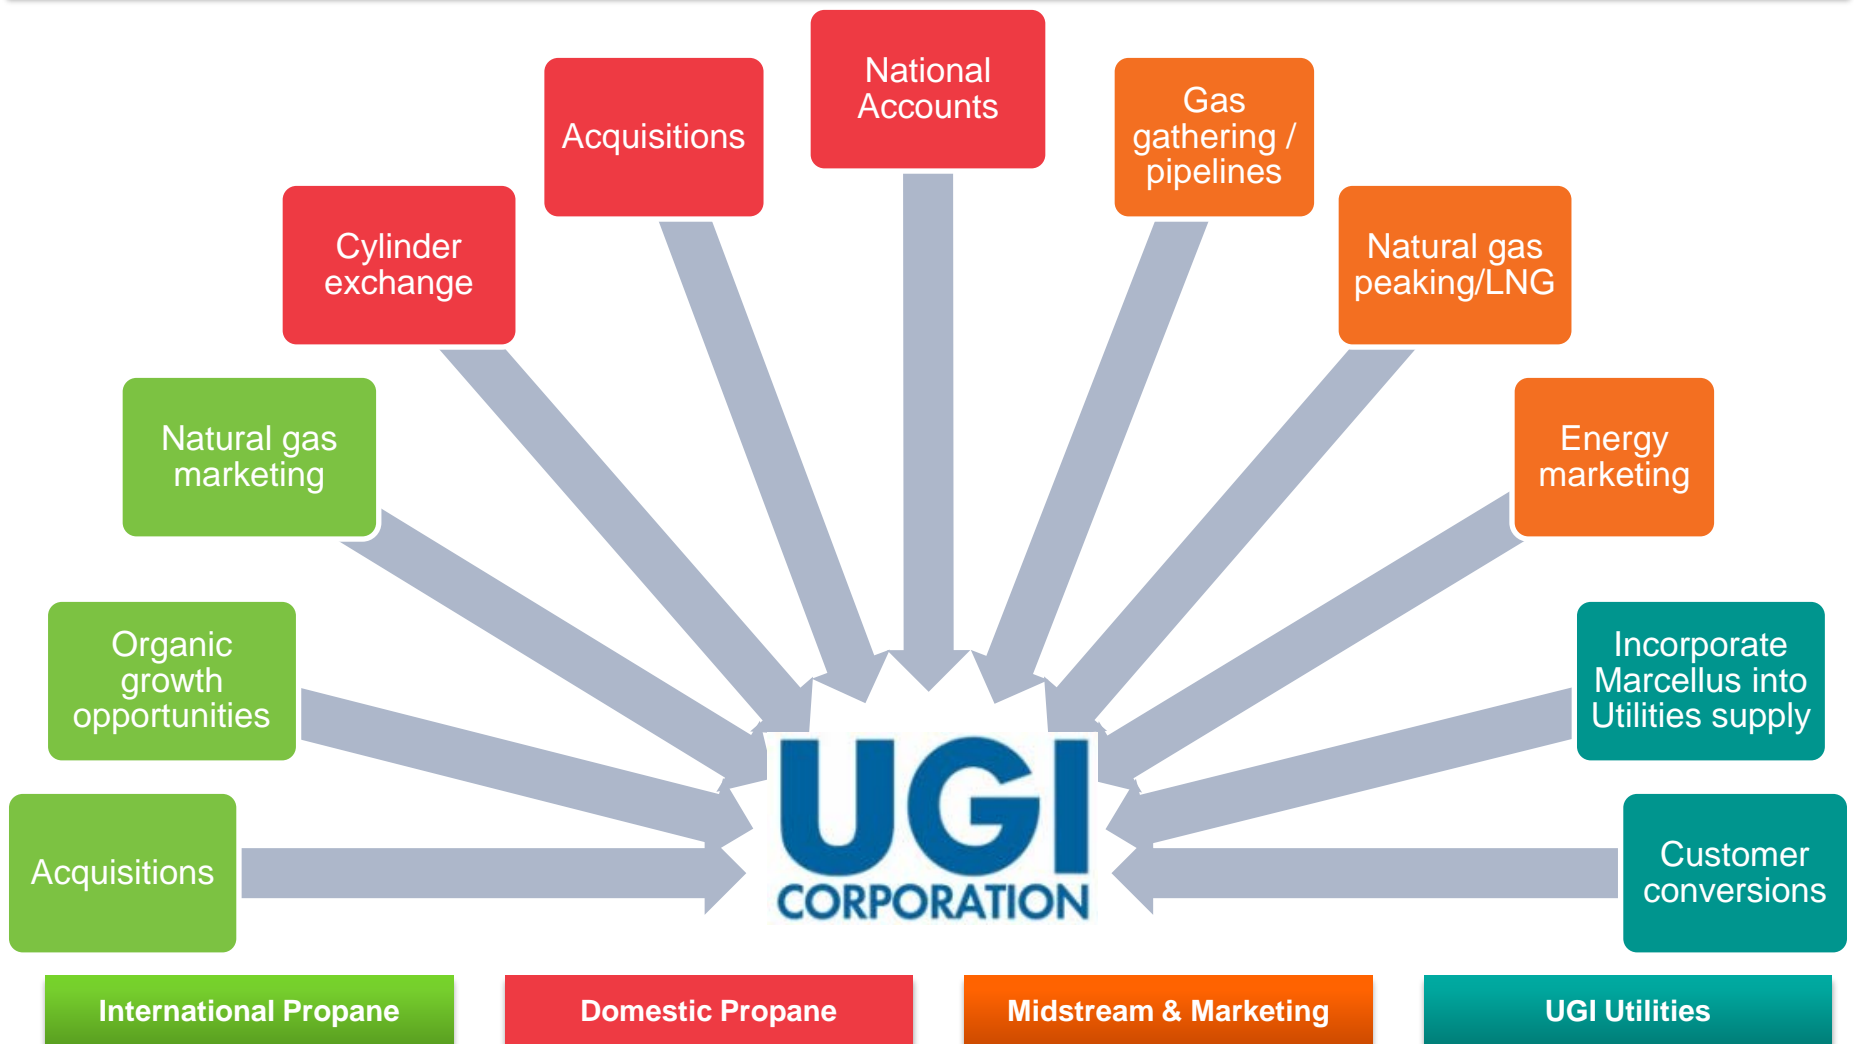 National
Accounts
Acquisitions
Gas
gathering /
pipelines
Cylinder
exchange
Natural gas
peaking/LNG
Natural gas
marketing
Energy
marketing
Organic
growth
opportunities
Incorporate
Marcellus into
Utilities supply
Acquisitions
Customer
conversions
UGI
CORPORATION
International Propane
Domestic Propane
Midstream & Marketing
UGI Utilities